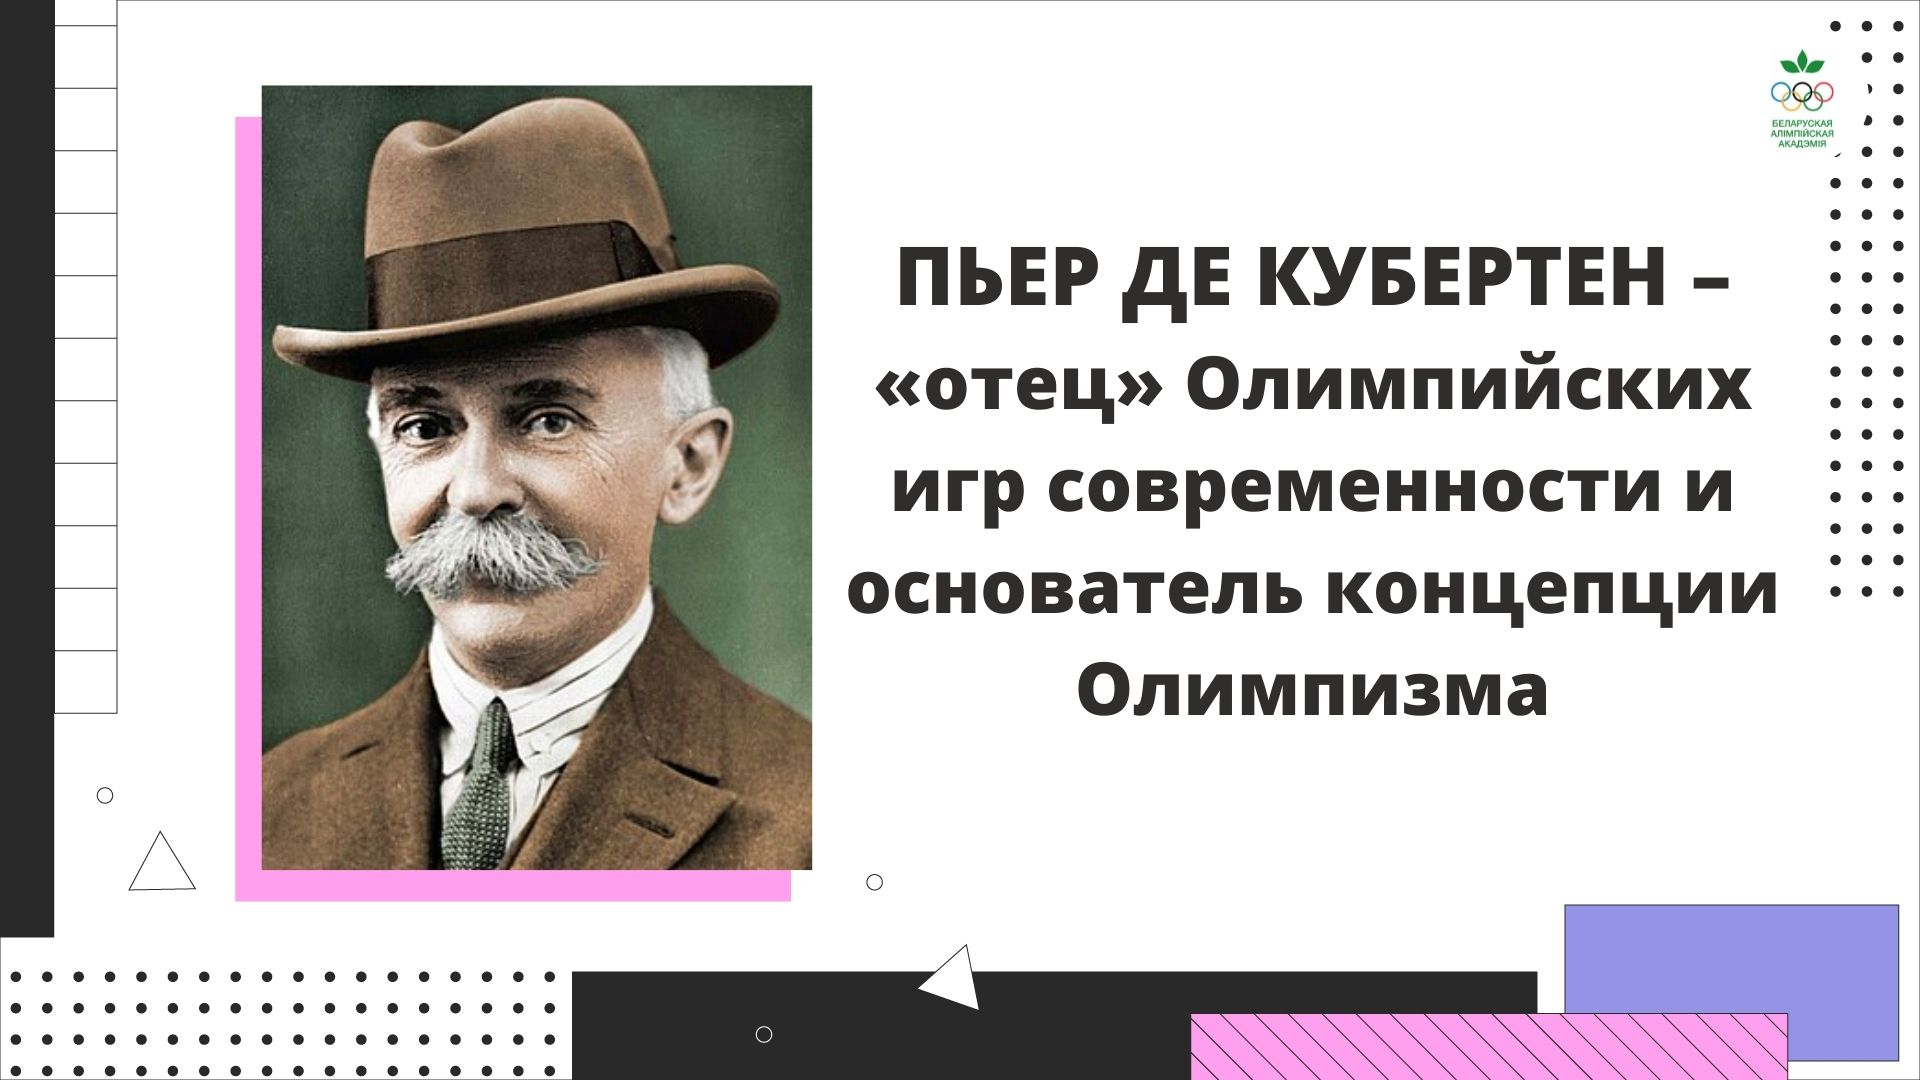 БЕЛАРУСКАЯ
АЛІМПІЙСКАЯ
АКАДЭМІЯ
ПЬЕР ДЕ КУБЕРТЕН –
«отец» Олимпийских
игр современности и
основатель концепции
Олимпизма